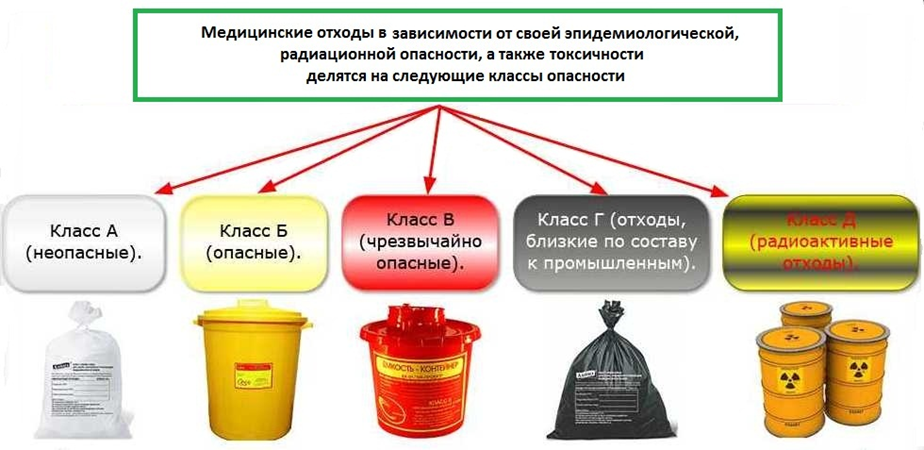 Медицинские отходы в зависимости от своей эпидемиологической,
радиационной опасности, а также токсичности
делятся на следующие классы опасности
Класс А
(неопасные).
Класс Б
(опасные).
Класс В
(чрезвычайно
опасные).
Класс Г (отходы,
близкие по составу
к промышленным).
Класс Д
(радиоактивные
отходы).
ЕМКОСТЬ - КОНТЕЙНЕР
КЛАСС В